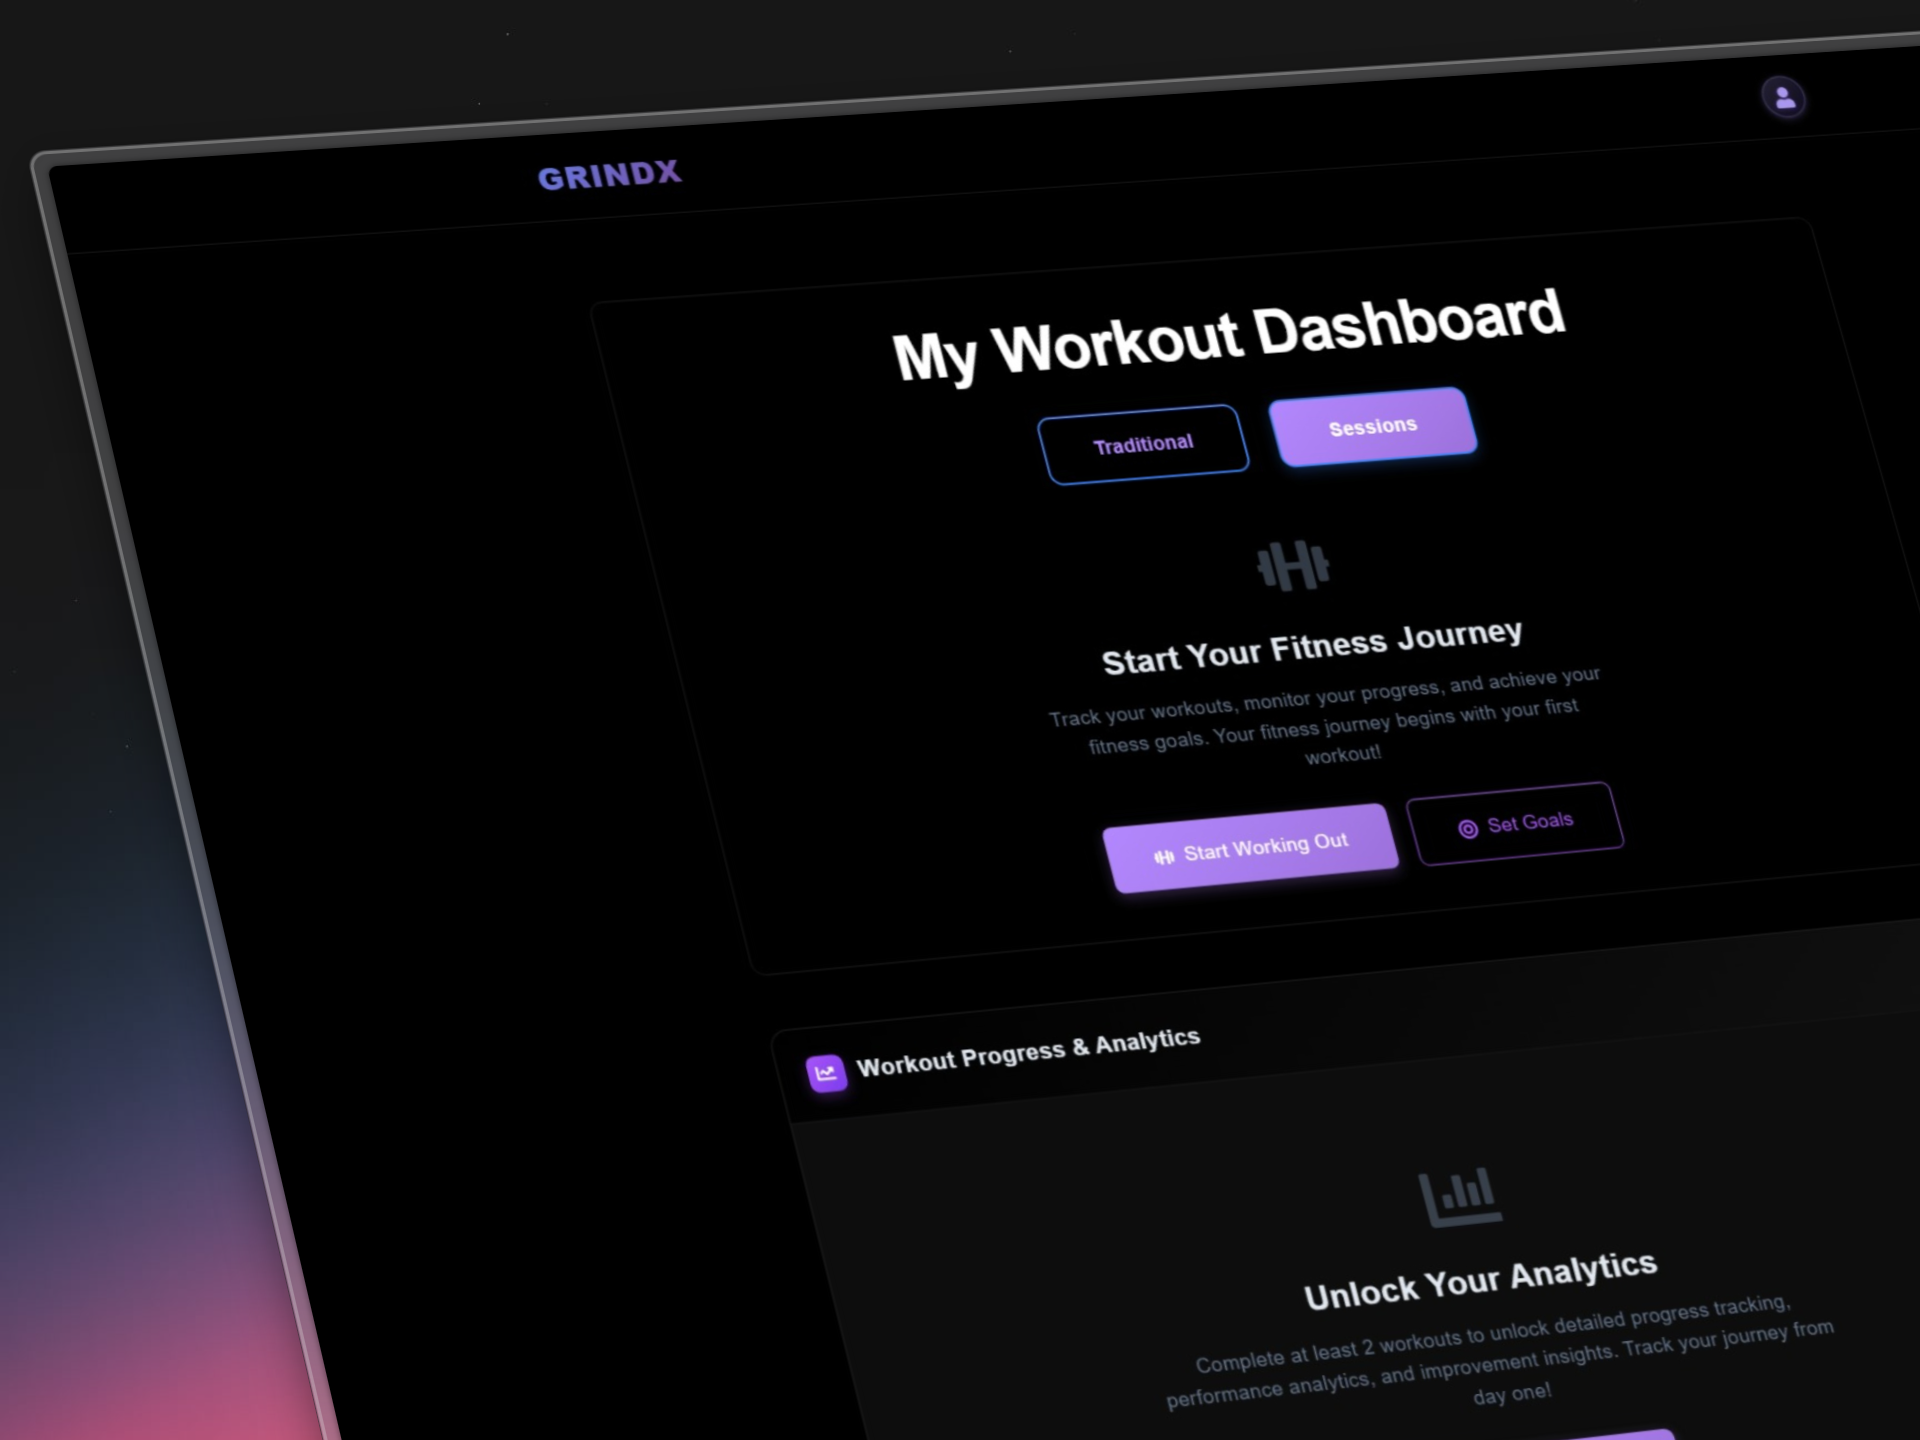 GRINDX
My Workout Dashboard
Traditional
Sessions
Start Your Fitness Journey
Track your workouts, monitor your progress, and achieve your
fitness goals. Your fitness journey begins with your first
workout!
Start Working Out
Set Goals
Workout Progress & Analytics
Unlock Your Analytics
Complete at least 2 workouts to unlock detailed progress tracking,
performance analytics, and improvement insights. Track your journey from
day one!